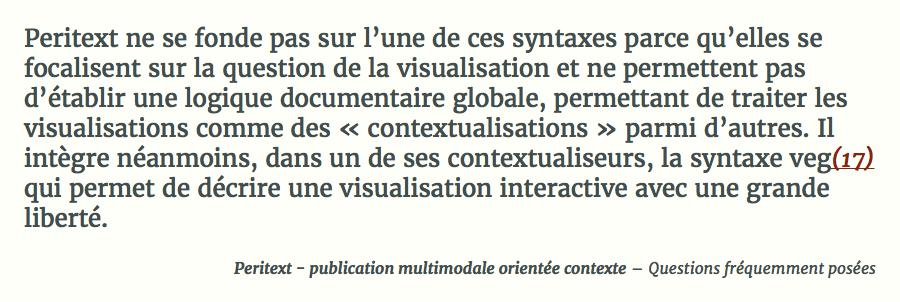 Peritext ne se fonde pas sur l’une de ces syntaxes parce qu’elles se
focalisent sur la question de la visualisation et ne permettent pas
d’établir une logique documentaire globale, permettant de traiter les
visualisations comme des « contextualisations » parmi d’autres. Il
intègre néanmoins, dans un de ses contextualiseurs, la syntaxe veg(17)
qui permet de décrire une visualisation interactive avec une grande
liberté.
Peritext - publication multimodale orientée contexte – Questions fréquemment posées